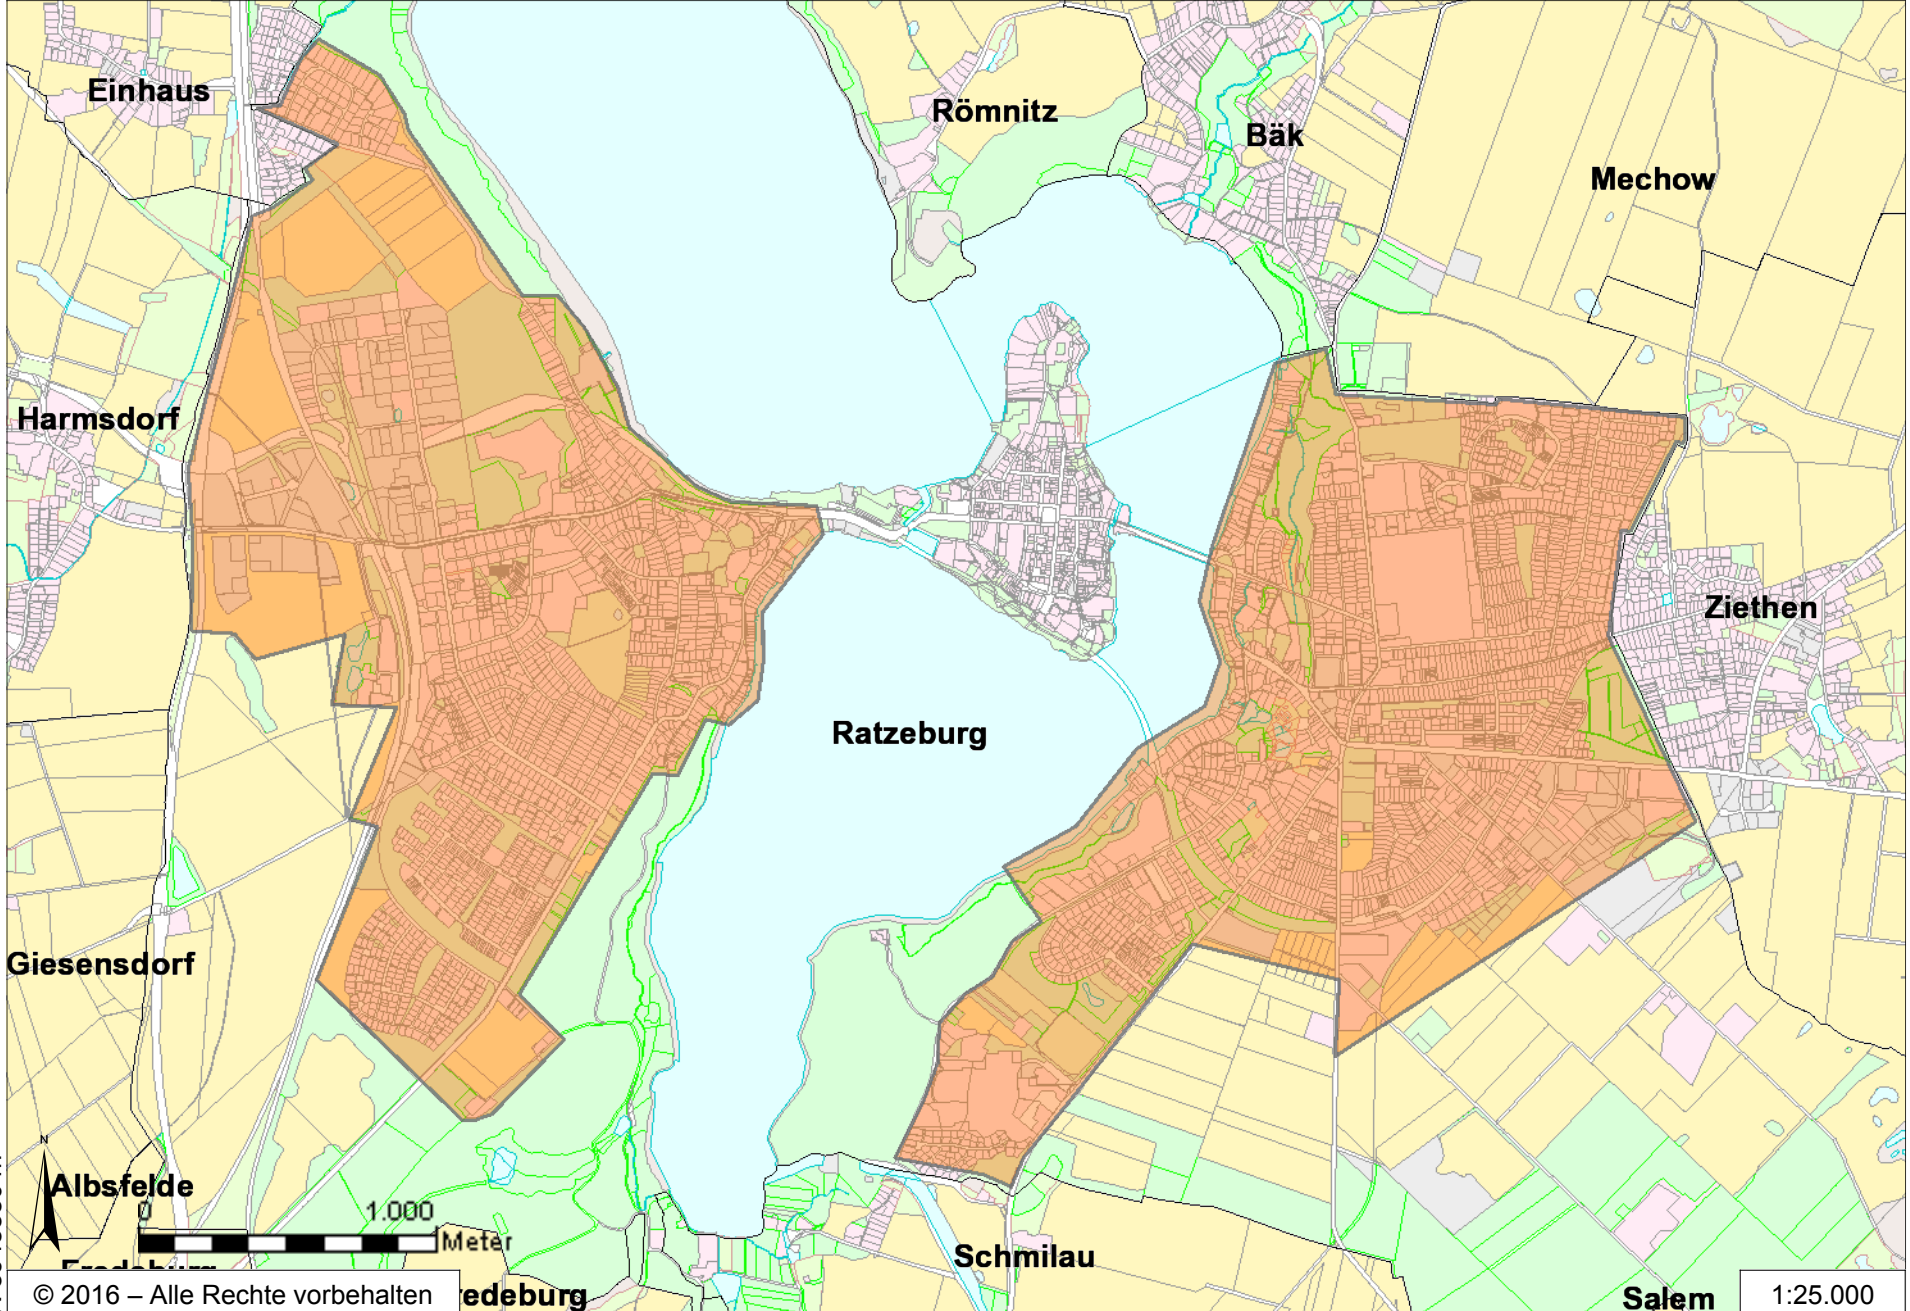 Einhaus
Römnitz
Bäk
Mechow
Harmsdorf
Ziethen
Ratzeburg
Giesensdorf
N
Albsfelde
0 1.000
Meter
Schmilau
Salem
© 2016 – Alle Rechte vorbehalten
edeburg
1:25.000